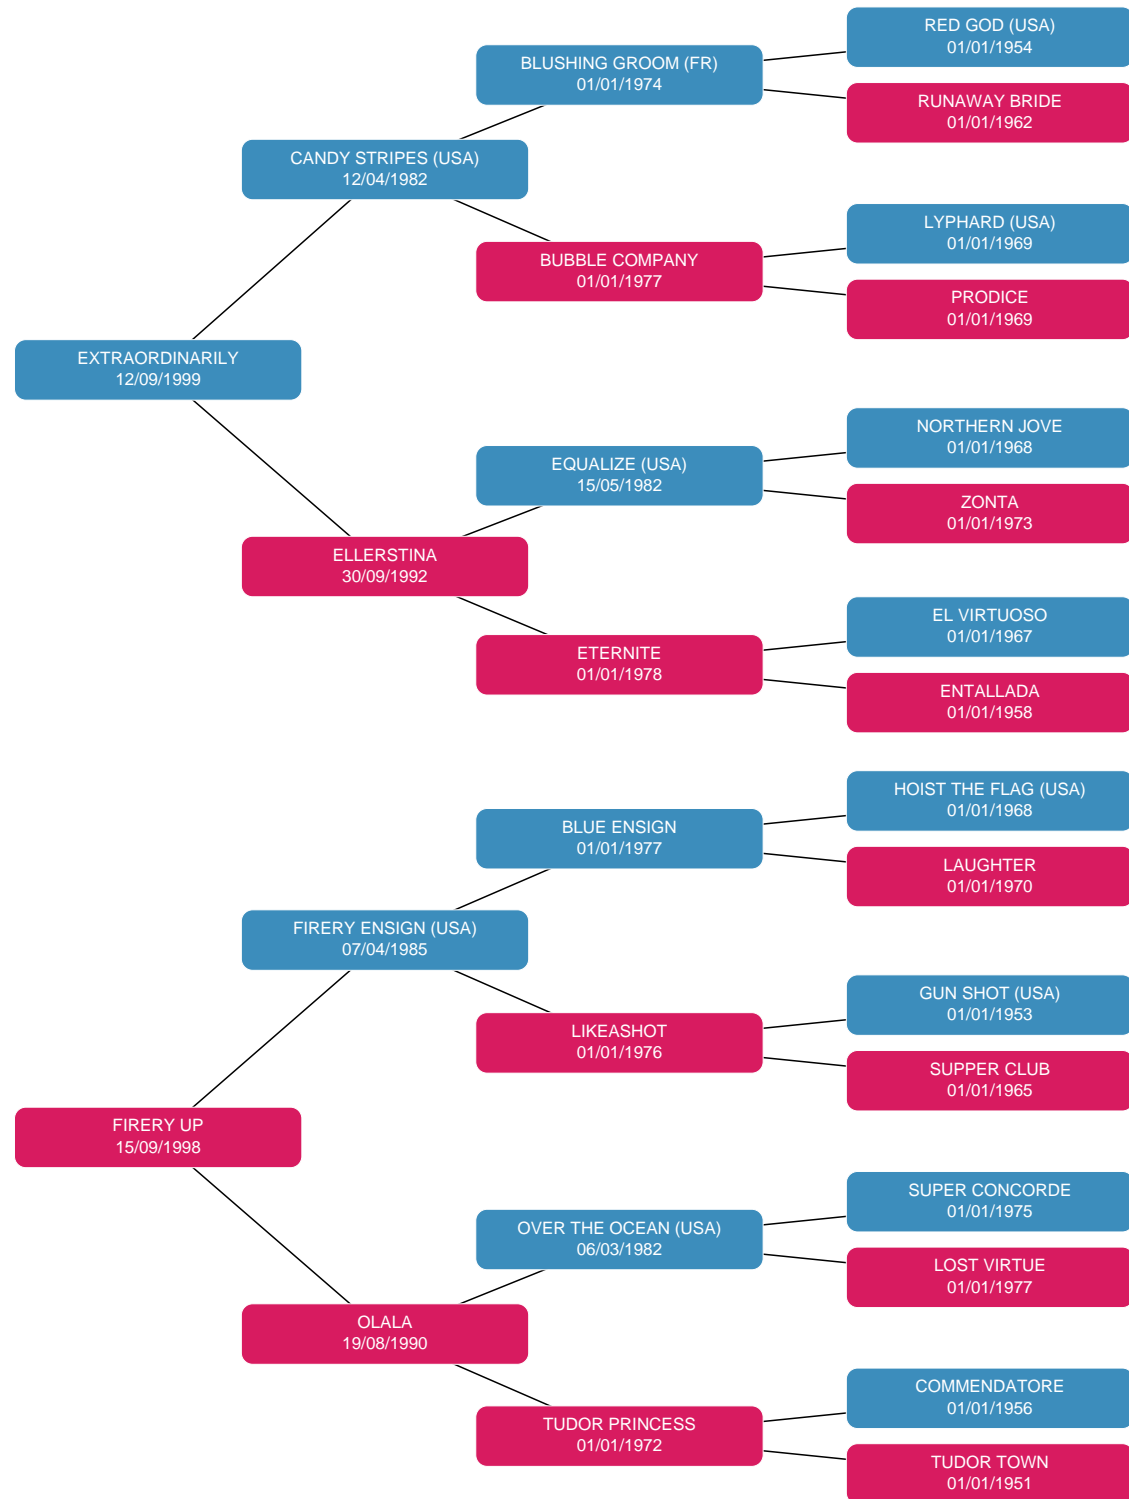 RED GOD (USA)
01/01/1954
BLUSHING GROOM (FR)
01/01/1974
RUNAWAY BRIDE
01/01/1962
CANDY STRIPES (USA)
12/04/1982
LYPHARD (USA)
01/01/1969
BUBBLE COMPANY
01/01/1977
PRODICE
01/01/1969
EXTRAORDINARILY
12/09/1999
NORTHERN JOVE
01/01/1968
EQUALIZE (USA)
15/05/1982
ZONTA
01/01/1973
ELLERSTINA
30/09/1992
EL VIRTUOSO
01/01/1967
ETERNITE
01/01/1978
ENTALLADA
01/01/1958
HOIST THE FLAG (USA)
01/01/1968
BLUE ENSIGN
01/01/1977
LAUGHTER
01/01/1970
FIRERY ENSIGN (USA)
07/04/1985
GUN SHOT (USA)
01/01/1953
LIKEASHOT
01/01/1976
SUPPER CLUB
01/01/1965
FIRERY UP
15/09/1998
SUPER CONCORDE
01/01/1975
OVER THE OCEAN (USA)
06/03/1982
LOST VIRTUE
01/01/1977
OLALA
19/08/1990
COMMENDATORE
01/01/1956
TUDOR PRINCESS
01/01/1972
TUDOR TOWN
01/01/1951